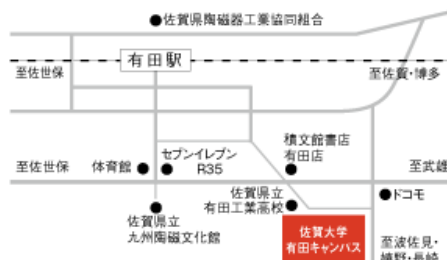 佐賀県陶磁器工業協同組合
有田駅
至佐世保
至佐賀・博多
セブンイレブン
R35
積文館書店
有田店
至佐世保
体育館
至武雄
ドコモ
佐賀県立
有田工業高校
佐賀県立
九州陶磁文化館
佐賀大学
有田キャンパス
至波佐見・
嬉野・長崎